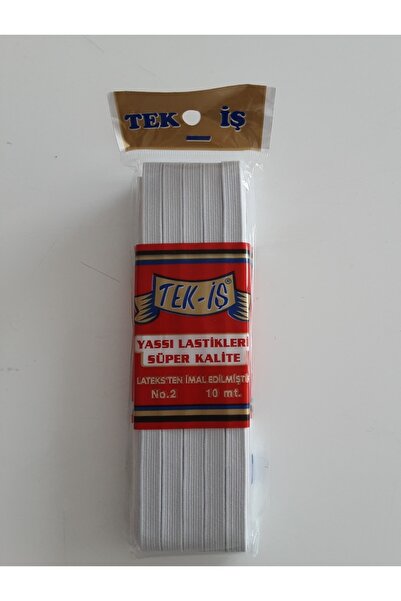 TEK İŞ
TEK-İŞ®
YASSI LASTİKLERİ
SÜPER KALİTE
LATEKS'TEN İMAL EDİLMİŞTİR
No.2 10 mt.